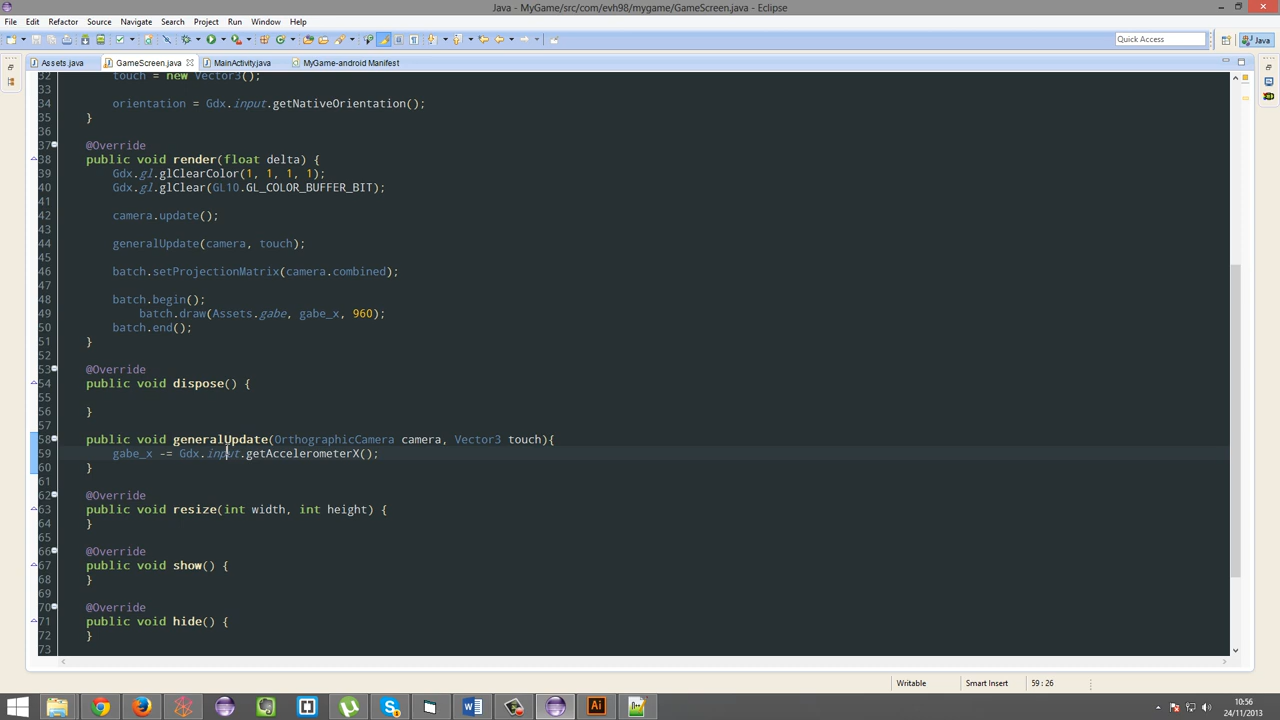 Java - MyGame/src/com/evh98/mygame/GameScreen.java - Eclipse
File Edit Refactor Source Navigate Search Project Run Window Help
Quick Access
Java
Assets.java GameScreen.java MainActivity.java MyGame-android Manifest
32 touch = new Vector3();
33
34 orientation = Gdx.input.getNativeOrientation();
35 }
36
37 @Override
38 public void render(float delta) {
39 Gdx.gl.glClearColor(1, 1, 1, 1);
40 Gdx.gl.glClear(GL10.GL_COLOR_BUFFER_BIT);
42 camera.update();
43
44 generalUpdate(camera, touch);
45
46 batch.setProjectionMatrix(camera.combined);
47
48 batch.begin();
49 batch.draw(Assets.gabe, gabe_x, 960);
50 batch.end();
51 }
52
53 @Override
54 public void dispose() {
55
56 }
58 public void generalUpdate(OrthographicCamera camera, Vector3 touch){
59 gabe_x -= Gdx.input.getAccelerometerX();
60 }
61
62 @Override
63 public void resize(int width, int height) {
64 }
65
66 @Override
67 public void show() {
68 }
69
70 @Override
71 public void hide() {
72 }
73
Writable Smart Insert 59 : 26
10:56
24/11/2013